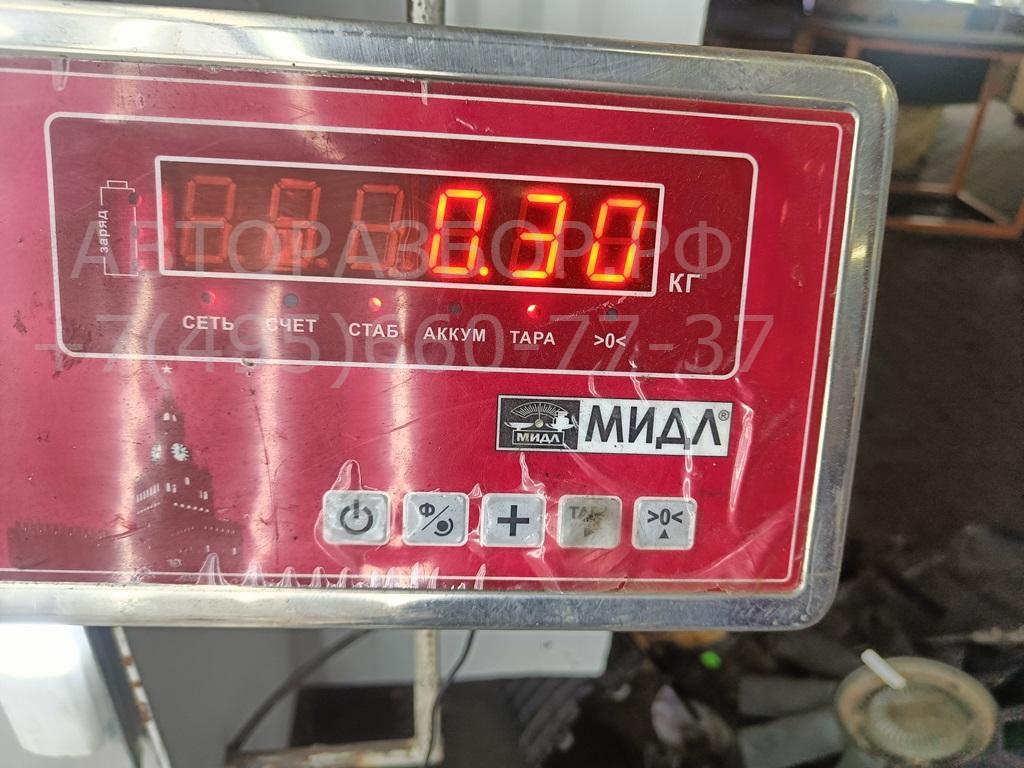 заряд
0.30
КГ
АВТОРАЗБОР.РФ
СЕТЬ СЧЕТ СТАБ АККУМ ТАРА >0<
+7(495)660-77-37
МИДЛ МИДЛ®
Ф
ТАРА
>0<